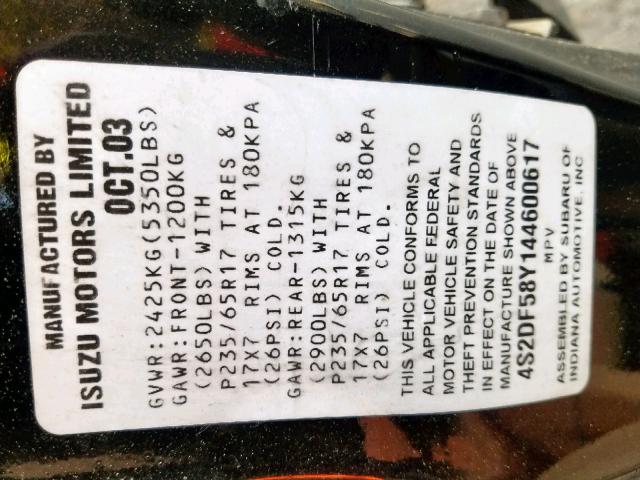 MANUFACTURED BY
ISUZU MOTORS LIMITED
OCT.03
GVWR:2425KG(5350LBS)
GAWR:FRONT-1200KG
(2650LBS) WITH
P235/65R17 TIRES &
17X7 RIMS AT 180KPA
(26PSI) COLD.
GAWR:REAR-1315KG
(2900LBS) WITH
P235/65R17 TIRES &
17X7 RIMS AT 180KPA
(26PSI) COLD.
THIS VEHICLE CONFORMS TO
ALL APPLICABLE FEDERAL
MOTOR VEHICLE SAFETY AND
THEFT PREVENTION STANDARDS
IN EFFECT ON THE DATE OF
MANUFACTURE SHOWN ABOVE
4S2DF58Y144600617
MPV
ASSEMBLED BY SUBARU OF
INDIANA AUTOMOTIVE, INC